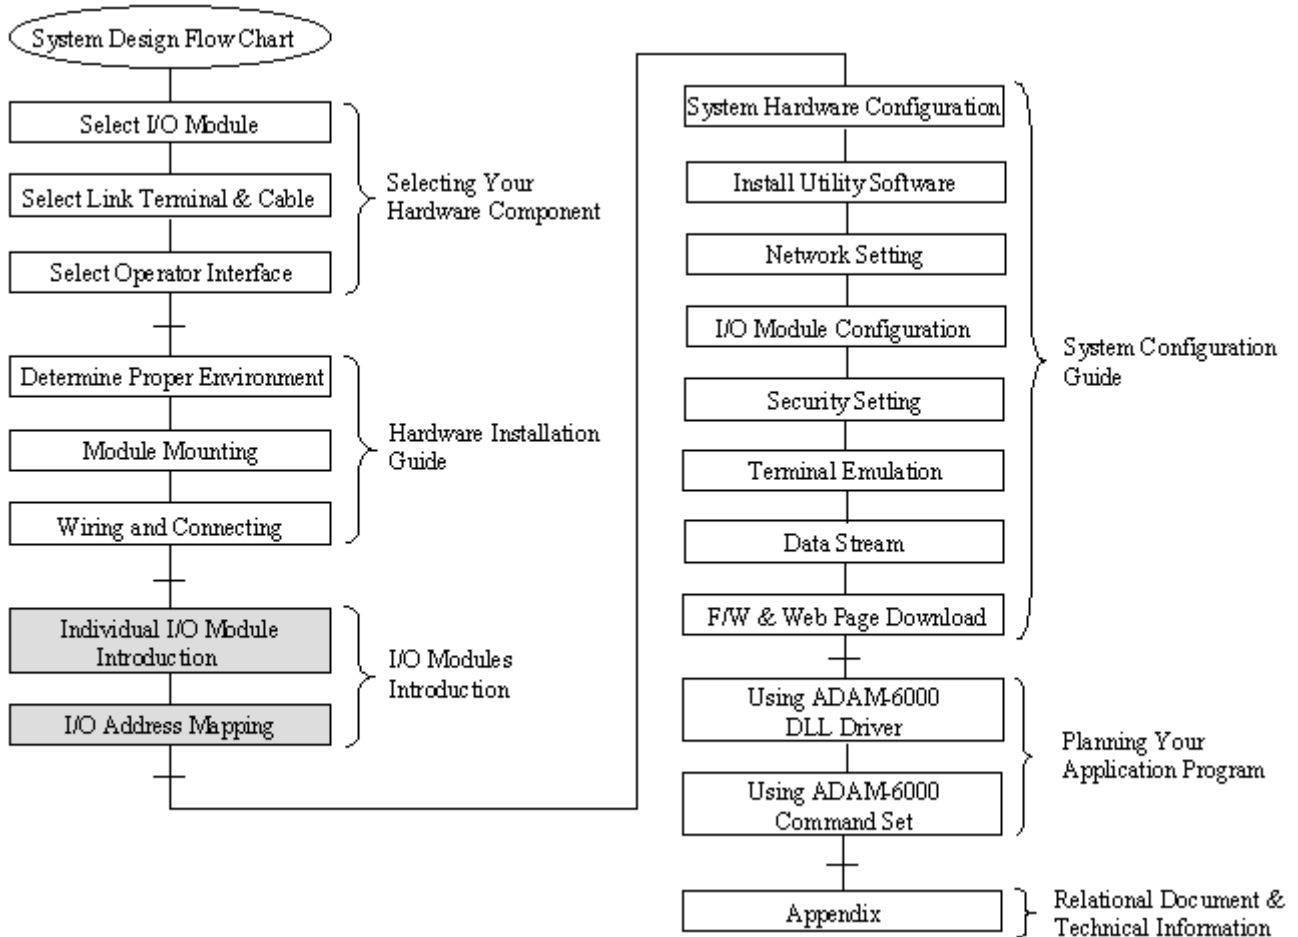 System Design Flow Chart
Select I/O Module
Select Link Terminal & Cable
Select Operator Interface
Selecting Your
Hardware Component
Determine Proper Environment
Module Mounting
Wiring and Connecting
Hardware Installation
Guide
Individual I/O Module
Introduction
I/O Address Mapping
I/O Modules
Introduction
System Hardware Configuration
Install Utility Software
Network Setting
I/O Module Configuration
Security Setting
Terminal Emulation
Data Stream
F/W & Web Page Download
System Configuration
Guide
Using ADAM-6000
DLL Driver
Using ADAM-6000
Command Set
Planning Your
Application Program
Appendix
Relational Document &
Technical Information